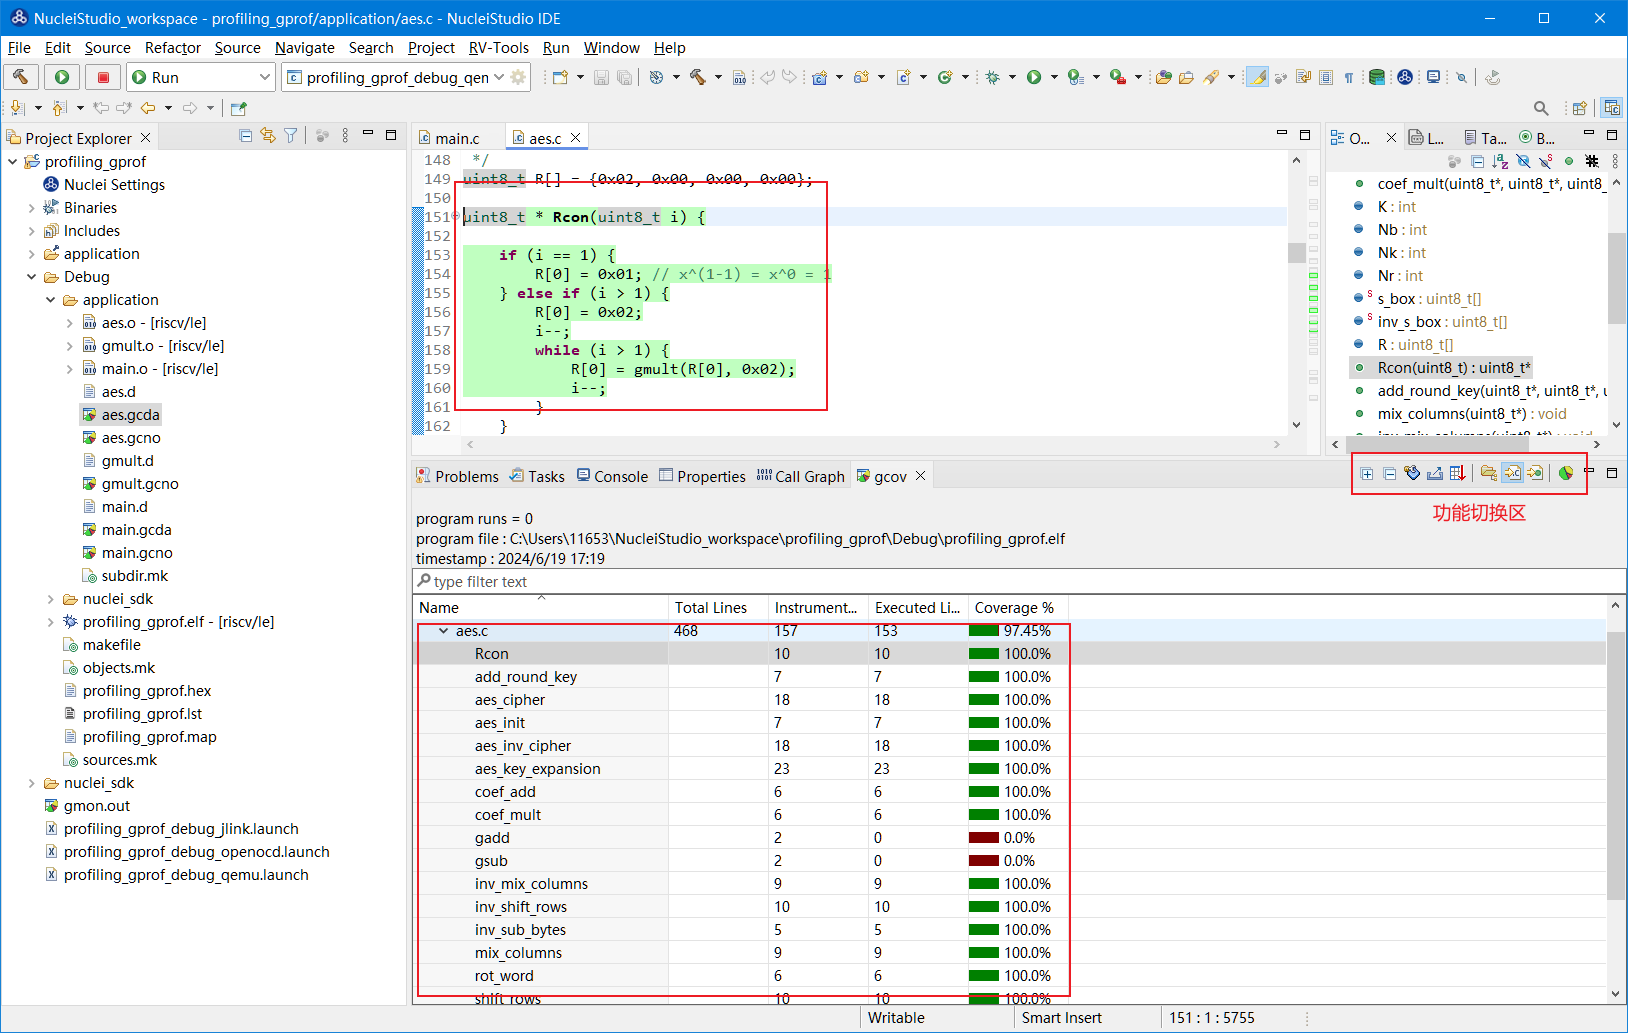 NucleiStudio_workspace - profiling_gprof/application/aes.c - NucleiStudio IDE
File Edit Source Refactor Source Navigate Search Project RV-Tools Run Window Help
Run
profiling_gprof_debug_qen
Project Explorer
profiling_gprof
Nuclei Settings
Binaries
Includes
application
Debug
application
aes.o - [riscv/le]
gmult.o - [riscv/le]
main.o - [riscv/le]
aes.d
aes.gcda
aes.gcno
gmult.d
gmult.gcno
main.d
main.gcda
main.gcno
subdir.mk
nuclei_sdk
profiling_gprof.elf - [riscv/le]
makefile
objects.mk
profiling_gprof.hex
profiling_gprof.lst
profiling_gprof.map
sources.mk
nuclei_sdk
gmon.out
profiling_gprof_debug_jlink.launch
profiling_gprof_debug_openocd.launch
profiling_gprof_debug_qemu.launch
main.c aes.c
148 */
149 uint8_t R[] = {0x02, 0x00, 0x00, 0x00};
150
151 uint8_t * Rcon(uint8_t i) {
152
153 if (i == 1) {
154 R[0] = 0x01; // x^(1-1) = x^0 = 1
155 } else if (i > 1) {
156 R[0] = 0x02;
157 i--;
158 while (i > 1) {
159 R[0] = gmult(R[0], 0x02);
160 i--;
161 }
162 }
O... L... Ta... B...
coef_mult(uint8_t*, uint8_t*, uint8_
K : int
Nb : int
Nk : int
Nr : int
s_box : uint8_t[]
inv_s_box : uint8_t[]
R : uint8_t[]
Rcon(uint8_t) : uint8_t*
add_round_key(uint8_t*, uint8_t*, u
mix_columns(uint8_t*) : void
inv_mix_columns(uint8_t*) : void
Problems Tasks Console Properties Call Graph gcov
功能切换区
program runs = 0
program file : C:\Users\11653\NucleiStudio_workspace\profiling_gprof\Debug\profiling_gprof.elf
timestamp : 2024/6/19 17:19
type filter text
Name Total Lines Instrument... Executed Li... Coverage %
aes.c 468 157 153 97.45%
Rcon 10 10 100.0%
add_round_key 7 7 100.0%
aes_cipher 18 18 100.0%
aes_init 7 7 100.0%
aes_inv_cipher 18 18 100.0%
aes_key_expansion 23 23 100.0%
coef_add 6 6 100.0%
coef_mult 6 6 100.0%
gadd 2 0 0.0%
gsub 2 0 0.0%
inv_mix_columns 9 9 100.0%
inv_shift_rows 10 10 100.0%
inv_sub_bytes 5 5 100.0%
mix_columns 9 9 100.0%
rot_word 6 6 100.0%
shift_rows 10 10 100.0%
Writable Smart Insert 151 : 1 : 5755